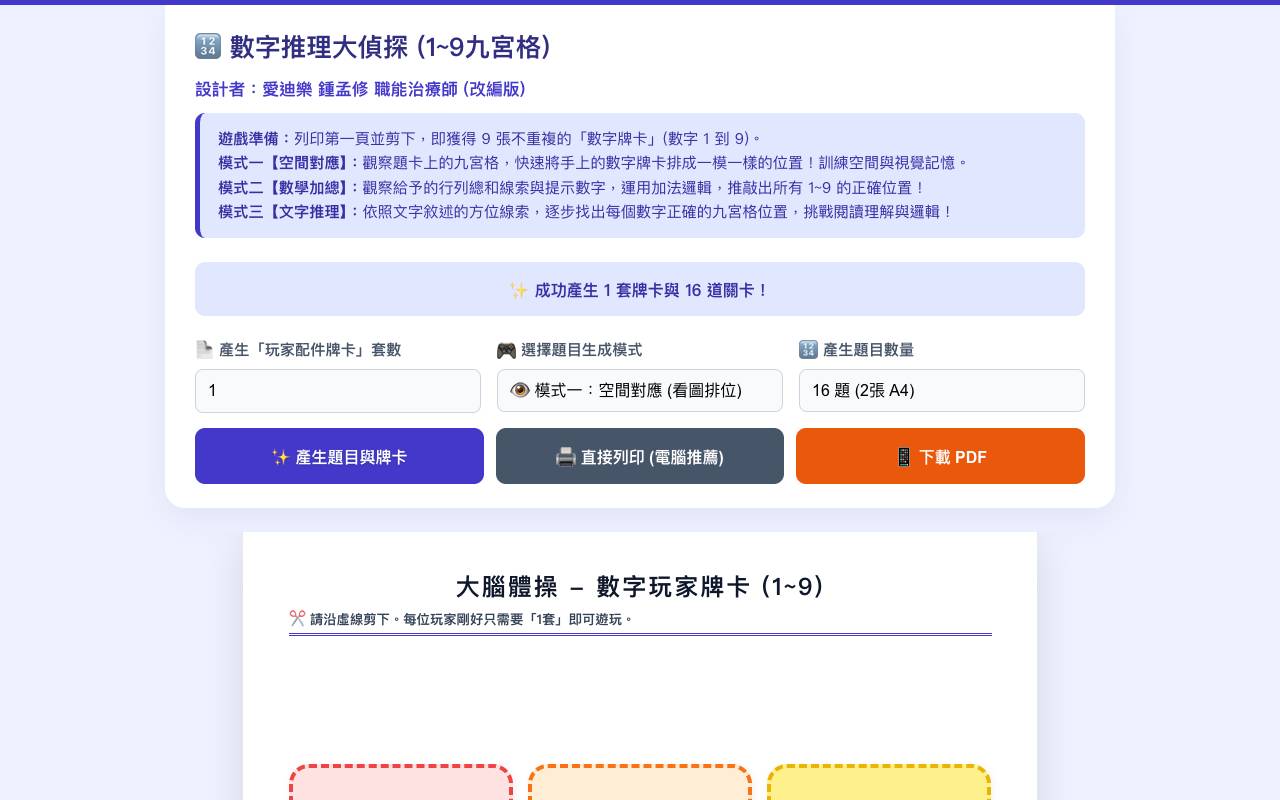 🔢 數字推理大偵探 (1~9九宮格)
設計者：愛迪樂 鍾孟修 職能治療師 (改編版)
遊戲準備：列印第一頁並剪下，即獲得 9 張不重複的「數字牌卡」(數字 1 到 9)。
模式一【空間對應】：觀察題卡上的九宮格，快速將手上的數字牌卡排成一模一樣的位置！訓練空間與視覺記憶。
模式二【數學加總】：觀察給予的行列總和線索與提示數字，運用加法邏輯，推敲出所有 1~9 的正確位置！
模式三【文字推理】：依照文字敘述的方位線索，逐步找出每個數字正確的九宮格位置，挑戰閱讀理解與邏輯！
✨ 成功產生 1 套牌卡與 16 道關卡！
📄 產生「玩家配件牌卡」套數
🎮 選擇題目生成模式
🔢 產生題目數量
1
👁️ 模式一：空間對應 (看圖排位)
16 題 (2張 A4)
✨ 產生題目與牌卡
🖨️ 直接列印 (電腦推薦)
📱 下載 PDF
大腦體操 – 數字玩家牌卡 (1~9)
✂️ 請沿虛線剪下。每位玩家剛好只需要「1套」即可遊玩。